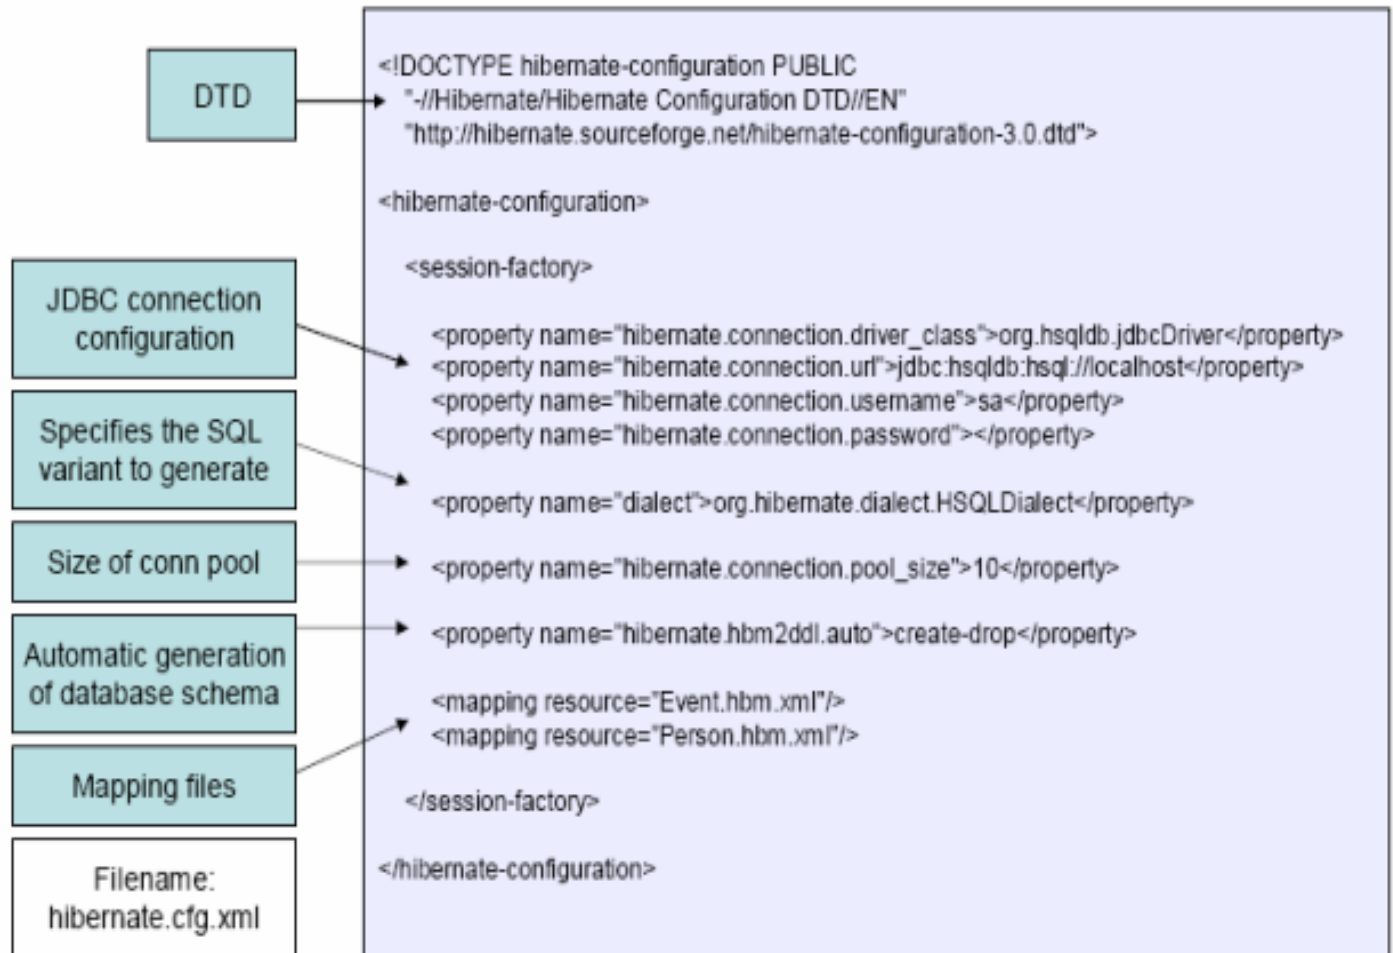 DTD
JDBC connection
configuration
Specifies the SQL
variant to generate
Size of conn pool
Automatic generation
of database schema
Mapping files
Filename:
hibernate.cfg.xml
<!DOCTYPE hibernate-configuration PUBLIC
"-//Hibernate/Hibernate Configuration DTD//EN"
"http://hibernate.sourceforge.net/hibernate-configuration-3.0.dtd">
<hibernate-configuration>
<session-factory>
<property name="hibernate.connection.driver_class">org.hsqldb.jdbcDriver</property>
<property name="hibernate.connection.url">jdbc:hsqldb:hsql://localhost</property>
<property name="hibernate.connection.username">sa</property>
<property name="hibernate.connection.password"></property>
<property name="dialect">org.hibernate.dialect.HSQLDialect</property>
<property name="hibernate.connection.pool_size">10</property>
<property name="hibernate.hbm2ddl.auto">create-drop</property>
<mapping resource="Event.hbm.xml"/>
<mapping resource="Person.hbm.xml"/>
</session-factory>
</hibernate-configuration>